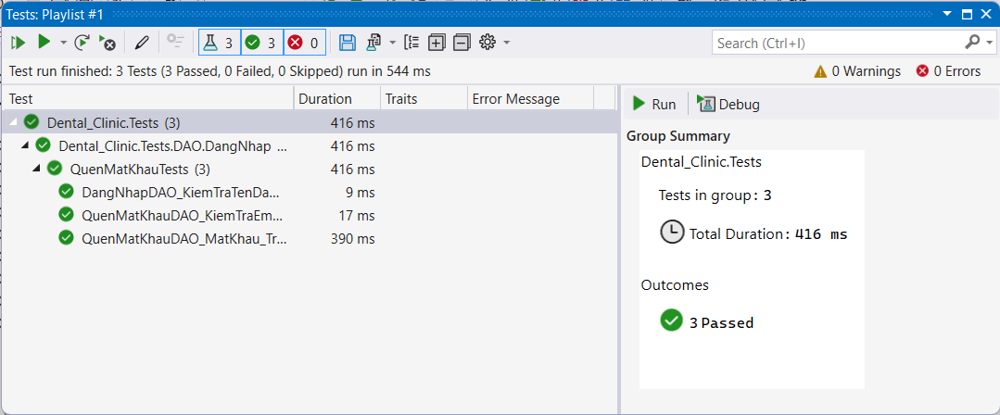 Tests: Playlist #1
3 3 0 Search (Ctrl+I)
Test run finished: 3 Tests (3 Passed, 0 Failed, 0 Skipped) run in 544 ms 0 Warnings 0 Errors
Test Duration Traits Error Message
Dental_Clinic.Tests (3) 416 ms
Dental_Clinic.Tests.DAO.DangNhap ... 416 ms
QuenMatKhauTests (3) 416 ms
DangNhapDAO_KiemTraTenDa... 9 ms
QuenMatKhauDAO_KiemTraEm... 17 ms
QuenMatKhauDAO_MatKhau_Tr... 390 ms
Run Debug
Group Summary
Dental_Clinic.Tests
Tests in group: 3
Total Duration: 416 ms
Outcomes
3 Passed